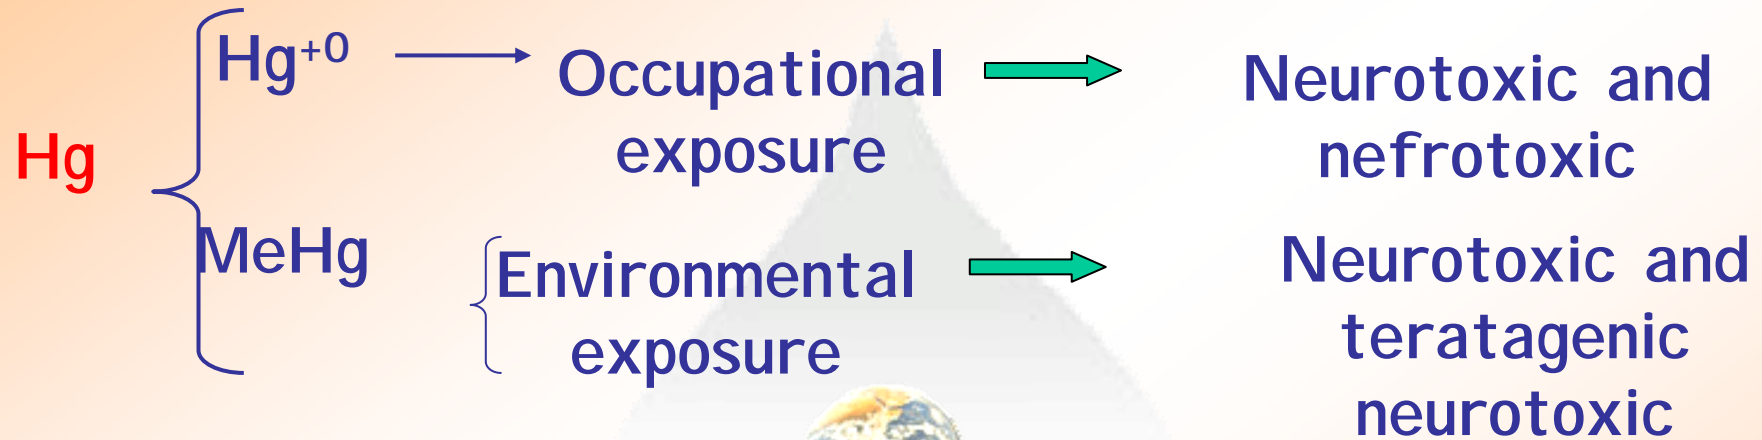 Hg
Hg⁺⁰
Occupational
exposure
Neurotoxic and
nefrotoxic
MeHg
Environmental
exposure
Neurotoxic and
teratagenic
neurotoxic